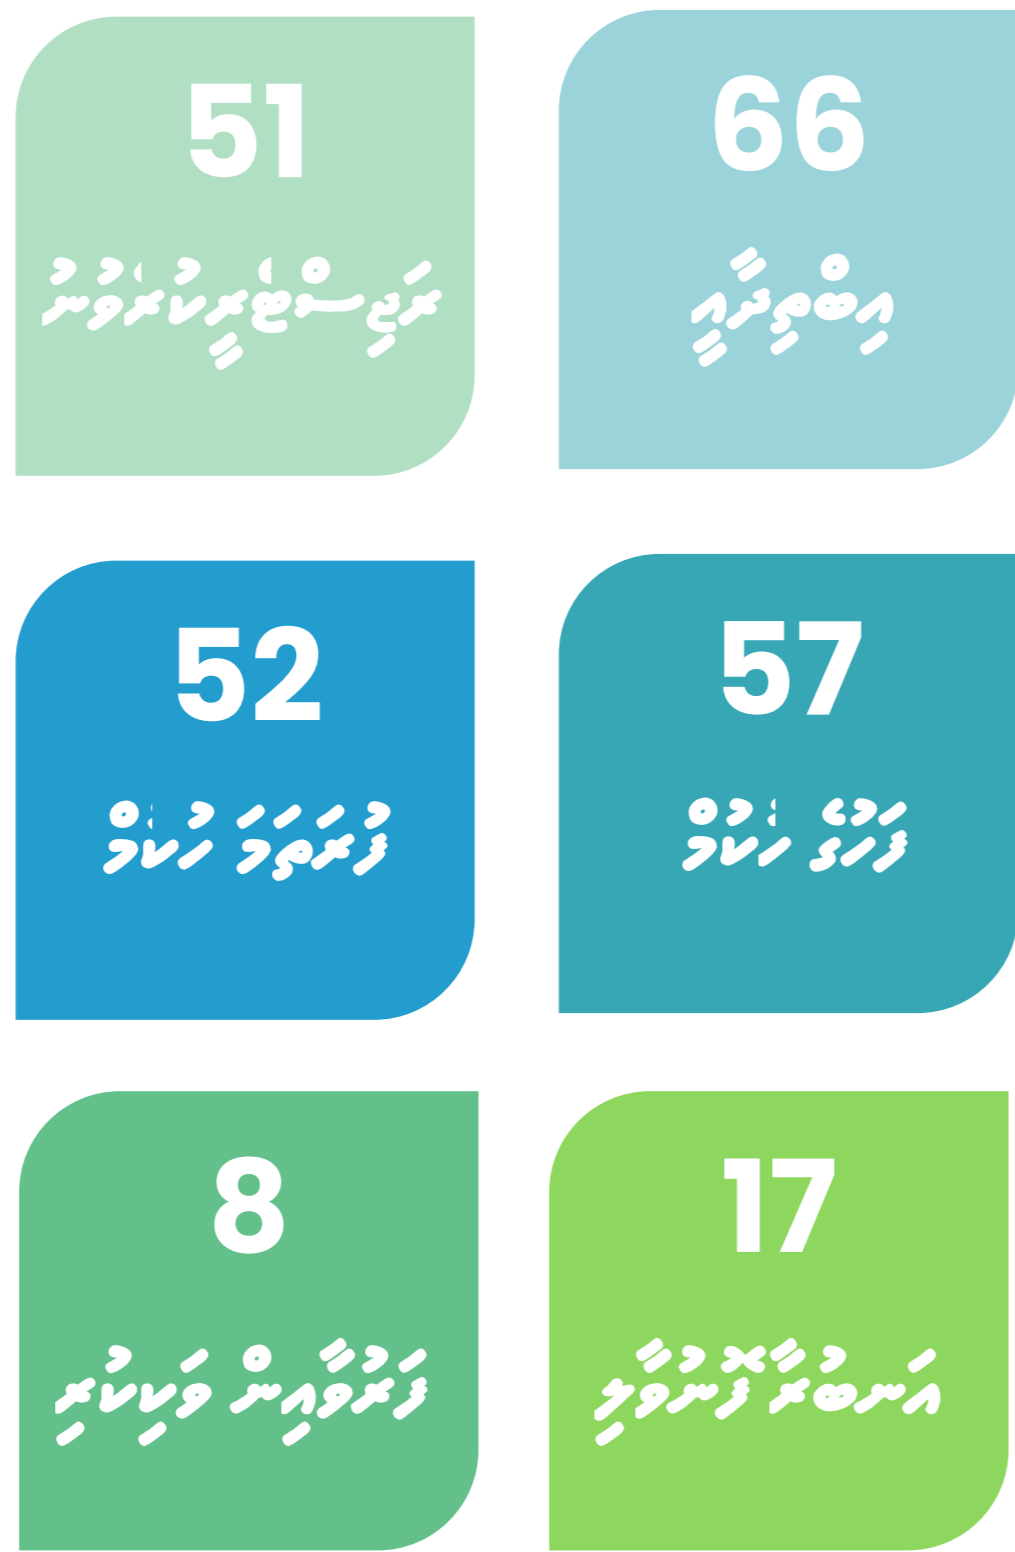 66
އިބްތިދާއީ
51
ރަޖިސްޓެރީކުރެވުނު
57
ފަހުގެ ހުކުމް
52
ފުރަތަމަ ހުކުމް
17
އަނބުރާ ފޮނުވާލި
8
ފަރުވާއިން ވަކިކުރި